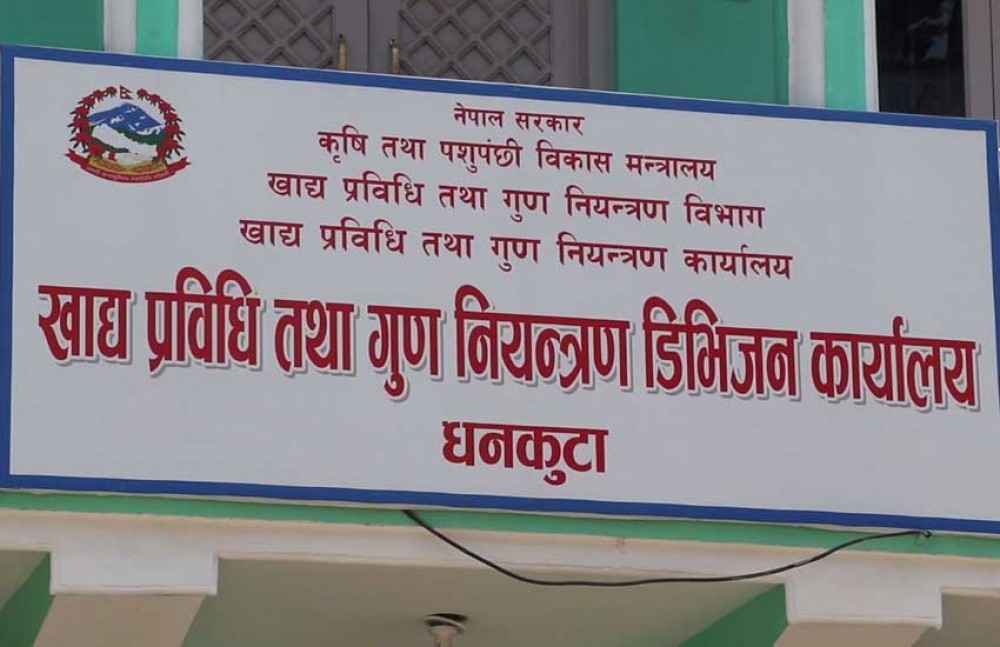 नेपाल सरकार
कृषि तथा पशुपंछी विकास मन्त्रालय
खाद्य प्रविधि तथा गुण नियन्त्रण विभाग
खाद्य प्रविधि तथा गुण नियन्त्रण कार्यालय
खाद्य प्रविधि तथा गुण नियन्त्रण डिभिजन कार्यालय
धनकुटा